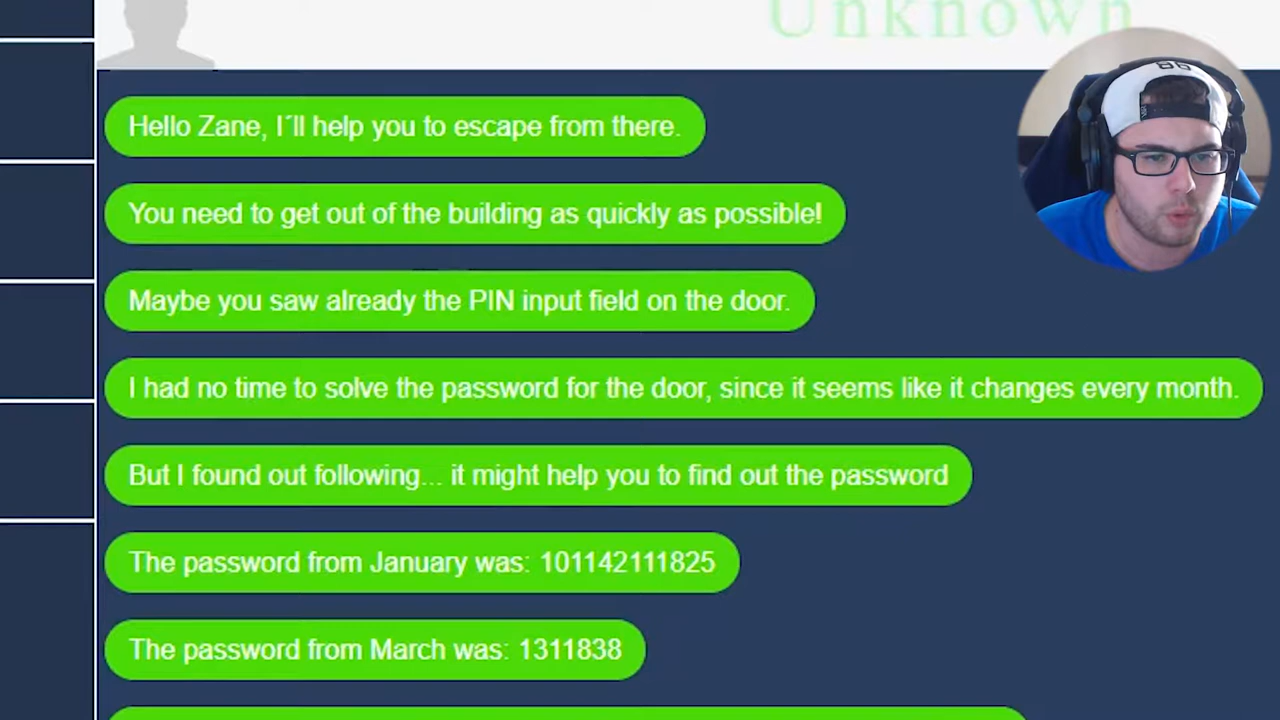 Unknown
Hello Zane, I´ll help you to escape from there.
You need to get out of the building as quickly as possible!
Maybe you saw already the PIN input field on the door.
I had no time to solve the password for the door, since it seems like it changes every month.
But I found out following... it might help you to find out the password
The password from January was: 101142111825
The password from March was: 1311838